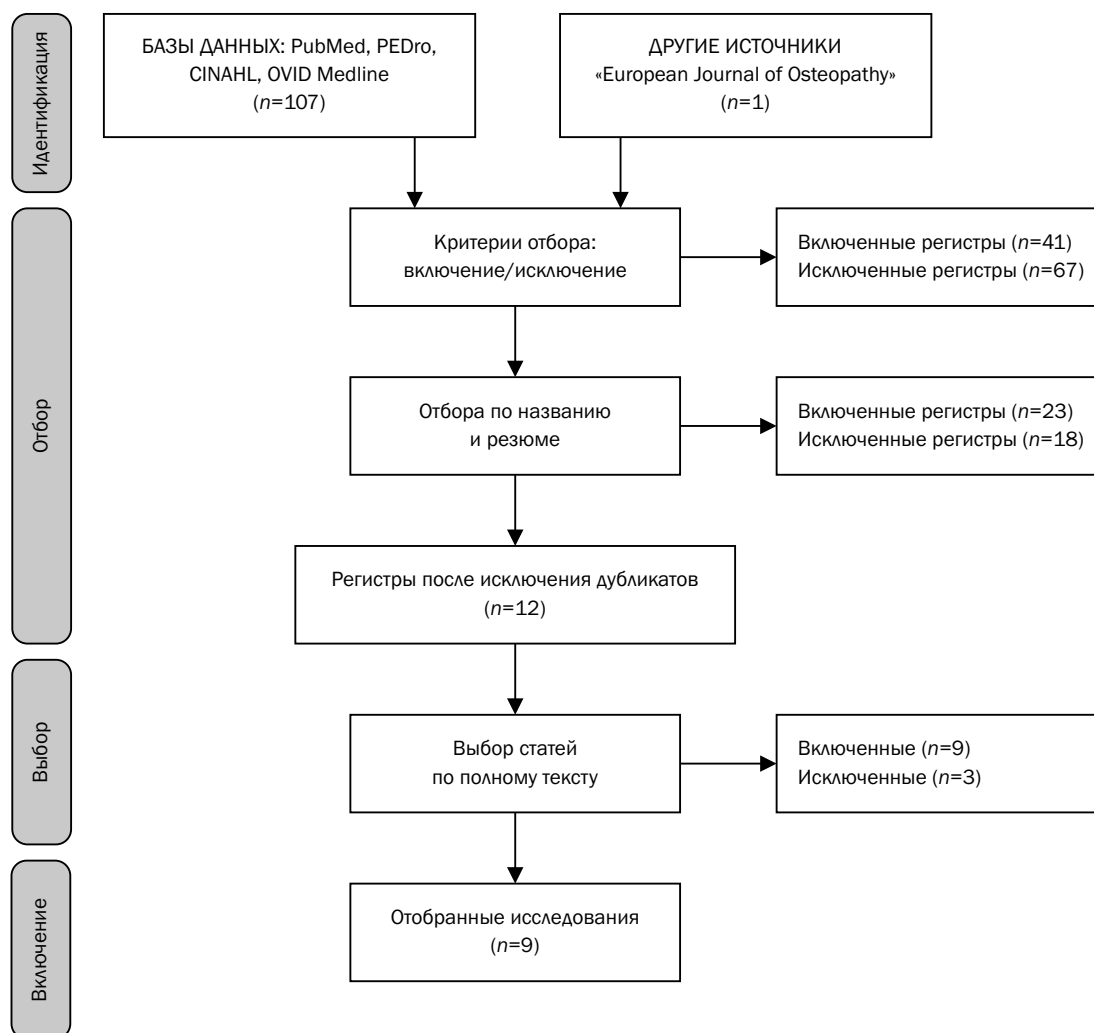 Идентификация
БАЗЫ ДАННЫХ: PubMed, PEDro,
CINAHL, OVID Medline
(n=107)
ДРУГИЕ ИСТОЧНИКИ
«European Journal of Osteopathy»
(n=1)
Отбор
Критерии отбора:
включение/исключение
Включенные регистры (n=41)
Исключенные регистры (n=67)
Отбора по названию
и резюме
Включенные регистры (n=23)
Исключенные регистры (n=18)
Регистры после исключения дубликатов
(n=12)
Выбор
Выбор статей
по полному тексту
Включенные (n=9)
Исключенные (n=3)
Включение
Отобранные исследования
(n=9)